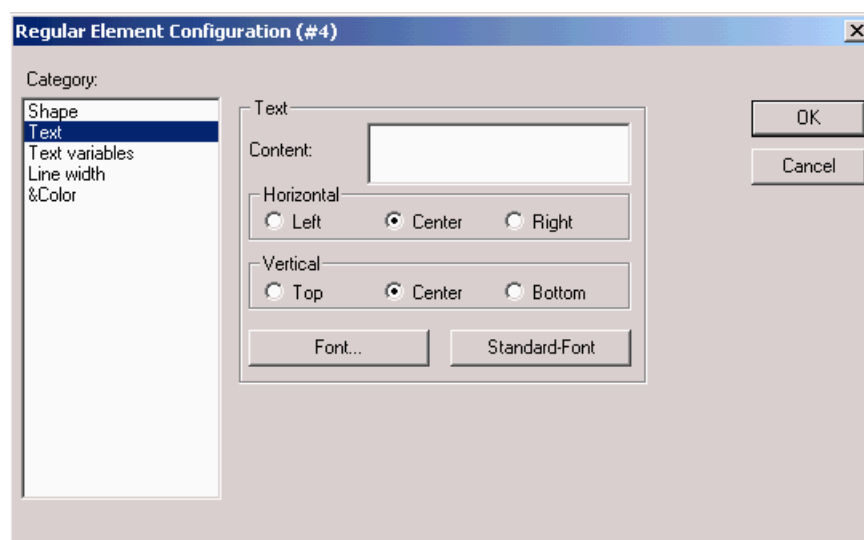 Regular Element Configuration (#4)
Category:
Shape
Text
Text variables
Line width
&Color
Text
Content:
Horizontal
Left
Center
Right
Vertical
Top
Center
Bottom
Font...
Standard-Font
OK
Cancel